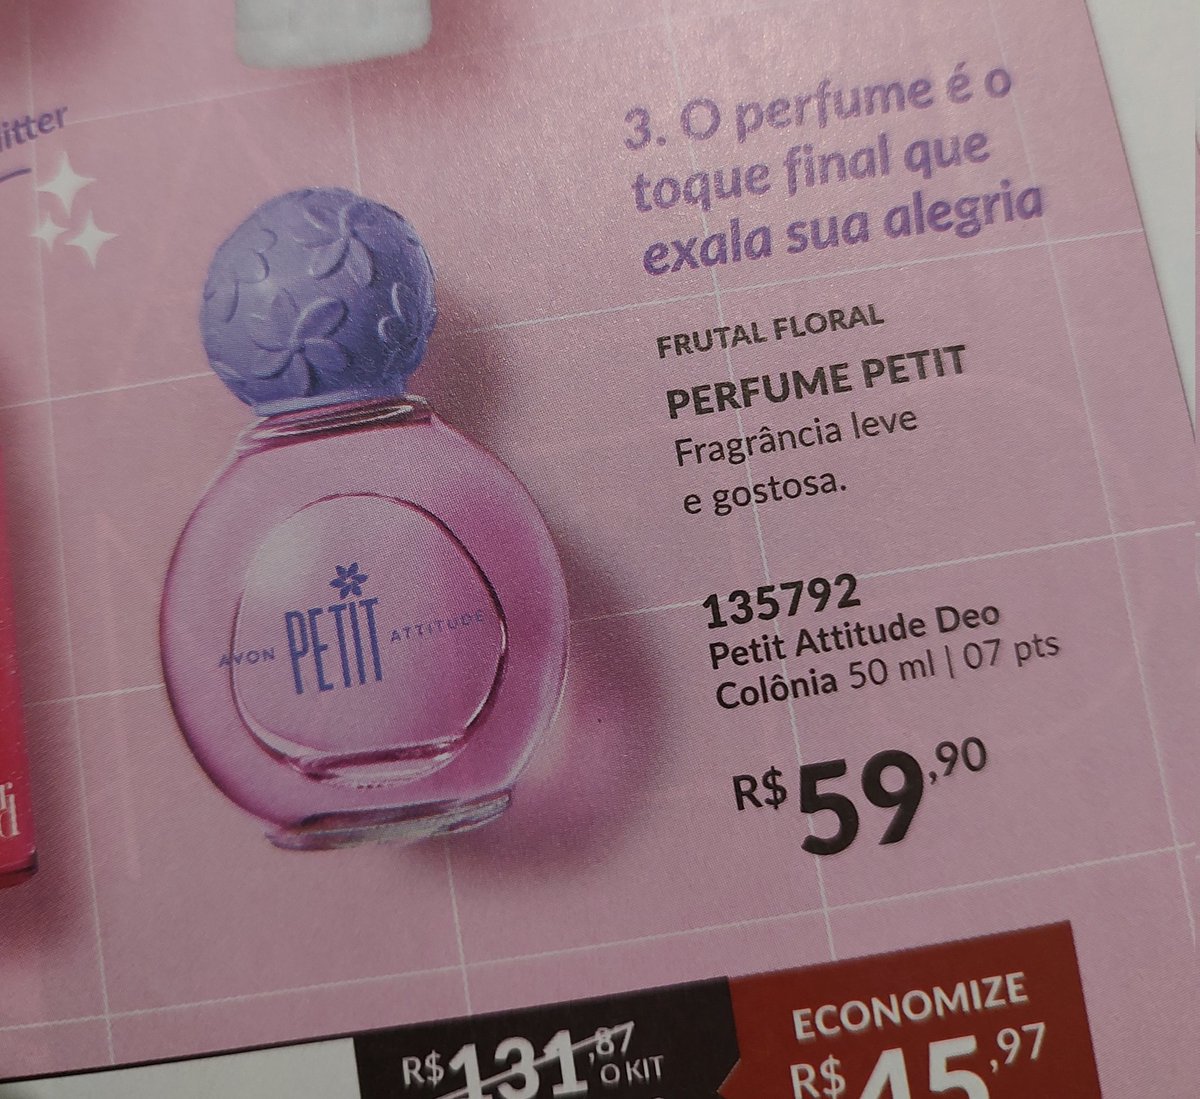 litter
3. O perfume é o
toque final que
exala sua alegria
FRUTAL FLORAL
PERFUME PETIT
Fragrância leve
e gostosa.
AVON PETIT ATTITUDE
135792
Petit Attitude Deo
Colônia 50 ml | 07 pts
R$ 59,90
R$ 131,87
O KIT
ECONOMIZE
R$ 45,97